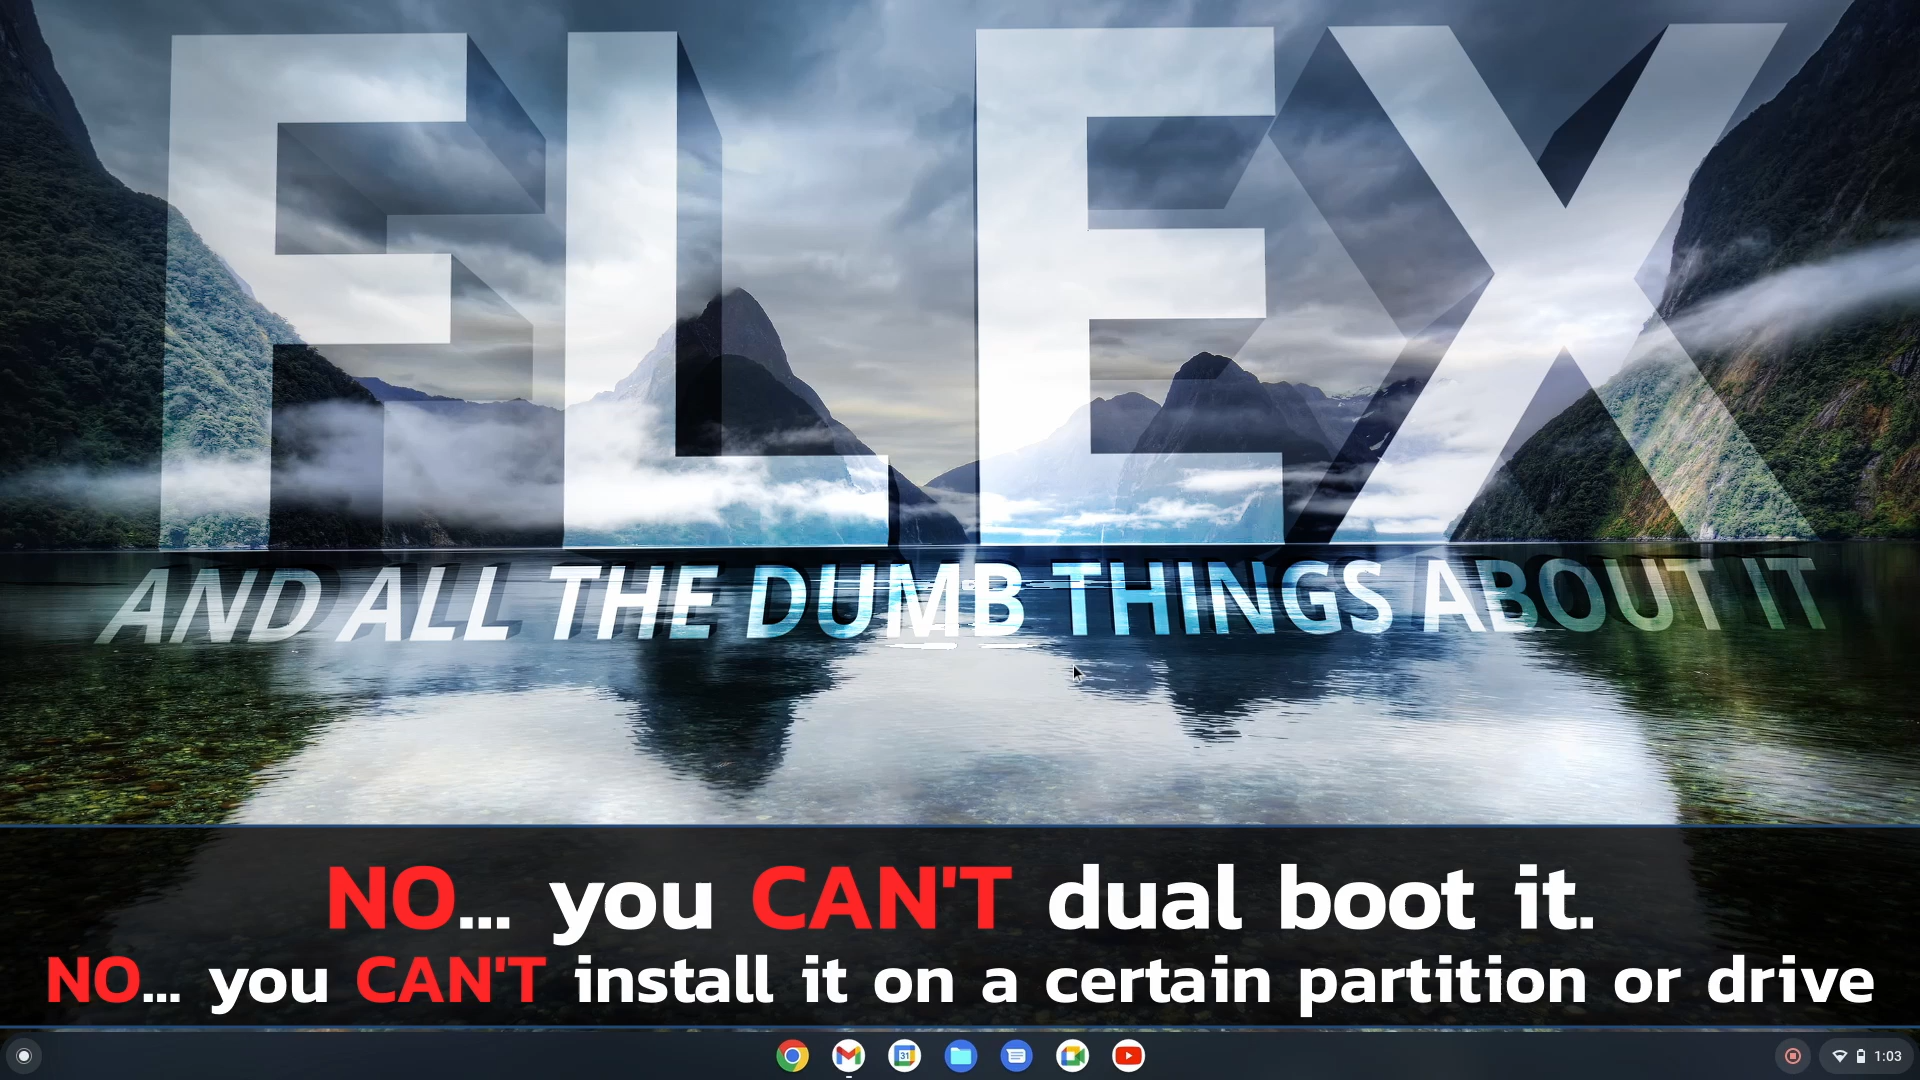 FLEX
AND ALL THE DUMB THINGS ABOUT IT
NO... you CAN'T dual boot it.
NO... you CAN'T install it on a certain partition or drive
31
1:03